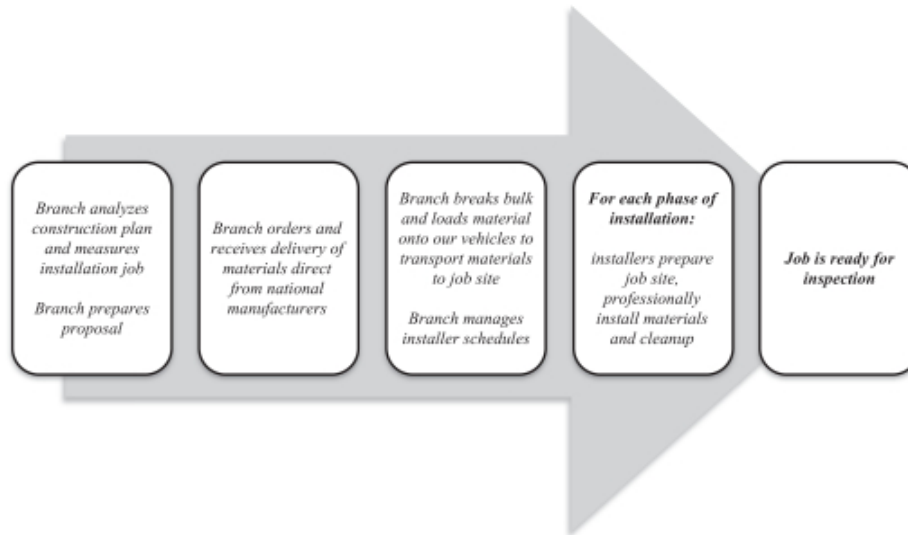 Branch analyzes
construction plan
and measures
installation job
Branch prepares
proposal
Branch orders and
receives delivery of
materials direct
from national
manufacturers
Branch breaks bulk
and loads material
onto our vehicles to
transport materials
to job site
Branch manages
installer schedules
For each phase of
installation:
installers prepare
job site,
professionally
install materials
and cleanup
Job is ready for
inspection